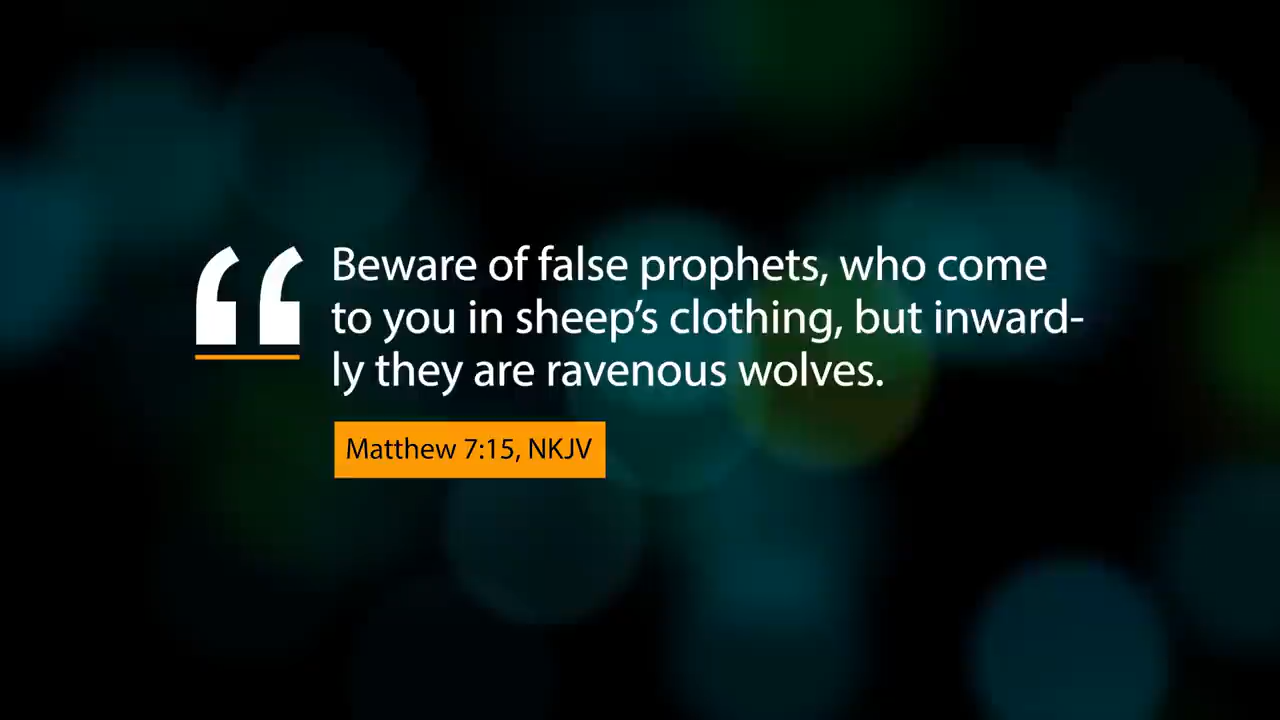 Beware of false prophets, who come
to you in sheep’s clothing, but inward-
ly they are ravenous wolves.
Matthew 7:15, NKJV